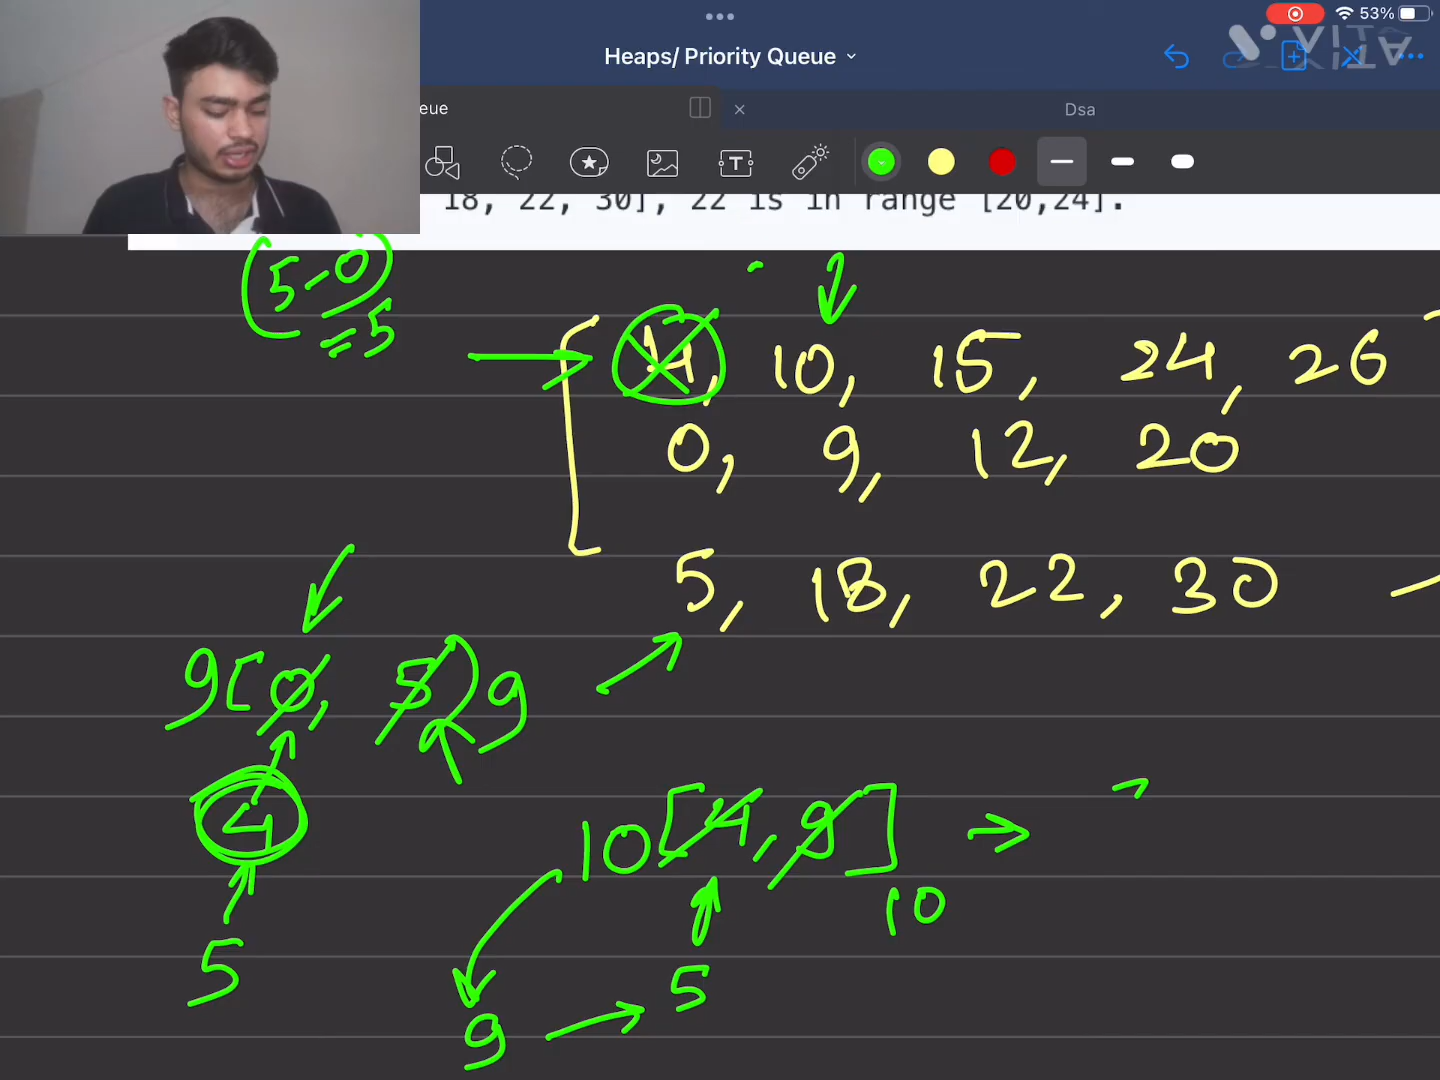 53%
Heaps/ Priority Queue
VITA
eue
Dsa
18, 22, 30], 22 is in range [20,24].
(5-0)
=5
4, 10, 15, 24, 26
0, 9, 12, 20
5, 18, 22, 30
9[0, 5) 9
4
10[4, 9]
10
5
5
9